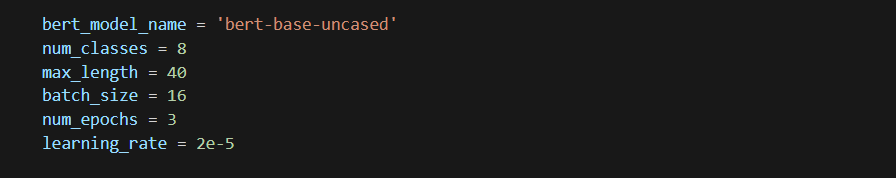 bert_model_name = 'bert-base-uncased'
num_classes = 8
max_length = 40
batch_size = 16
num_epochs = 3
learning_rate = 2e-5